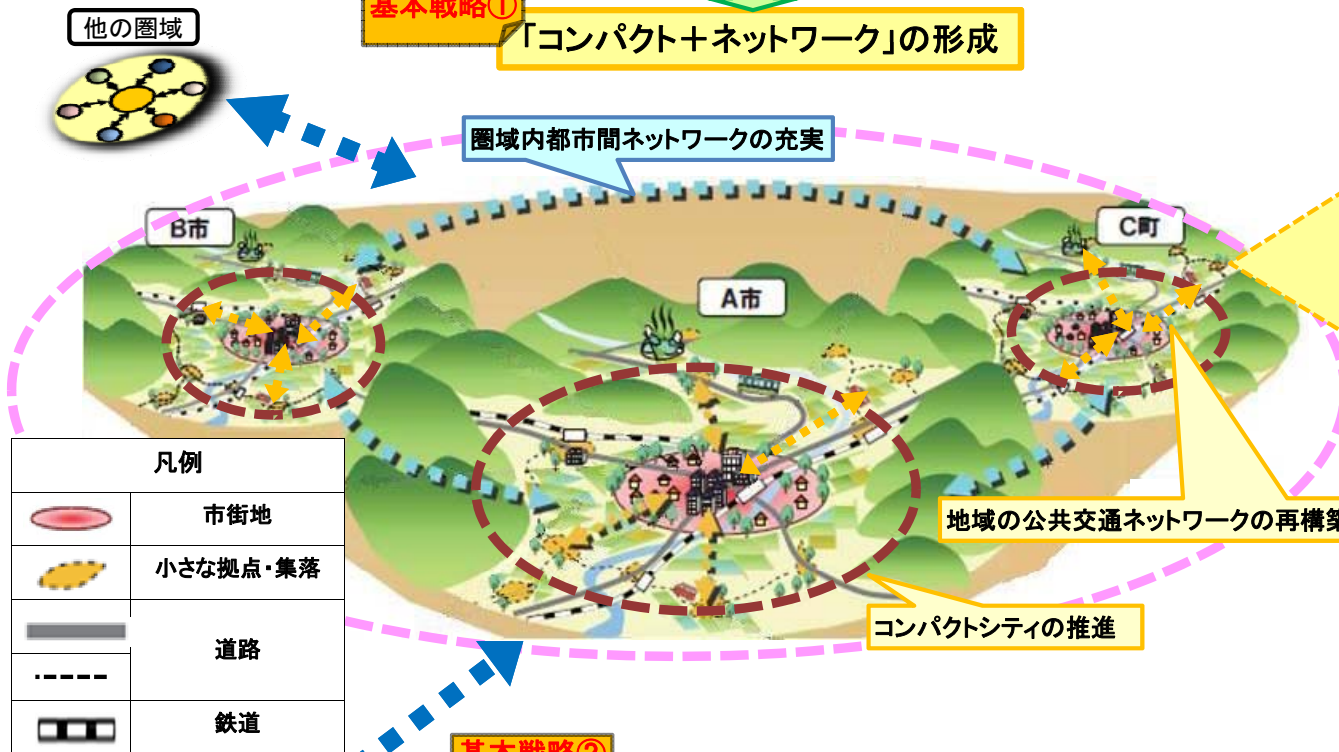 基本戦略①
「コンパクト＋ネットワーク」の形成
他の圏域
圏域内都市間ネットワークの充実
B市
C町
A市
地域の公共交通ネットワークの再構築
コンパクトシティの推進
凡例
市街地
小さな拠点・集落
道路
鉄道
基本戦略②